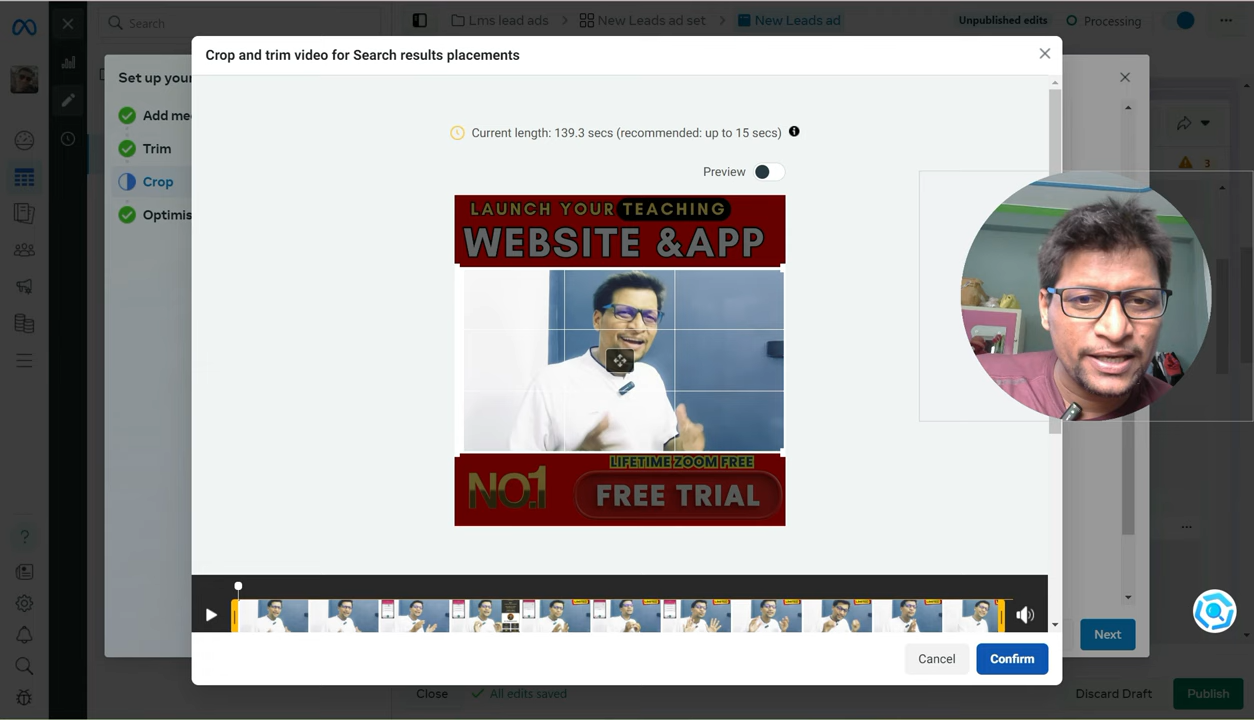 Search
Lms lead ads
New Leads ad set
New Leads ad
Unpublished edits
Processing
Crop and trim video for Search results placements
Set up your
Add me
Trim
Crop
Optimis
Current length: 139.3 secs (recommended: up to 15 secs)
Preview
3
LAUNCH YOUR TEACHING
WEBSITE & APP
LIFETIME ZOOM FREE
NO.1
FREE TRIAL
Next
Cancel
Confirm
Close
All edits saved
Discard Draft
Publish